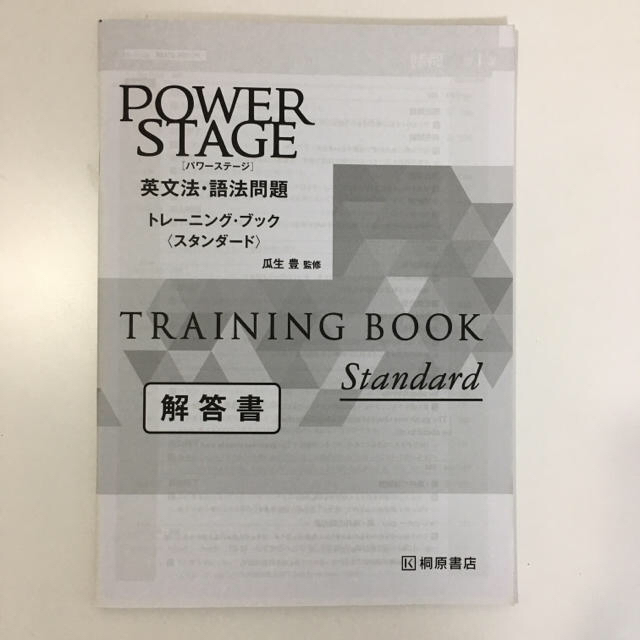 POWER
STAGE
[パワーステージ]
英文法・語法問題
トレーニング・ブック
〈スタンダード〉
瓜生 豊 監修
TRAINING BOOK
Standard
解答書
桐原書店